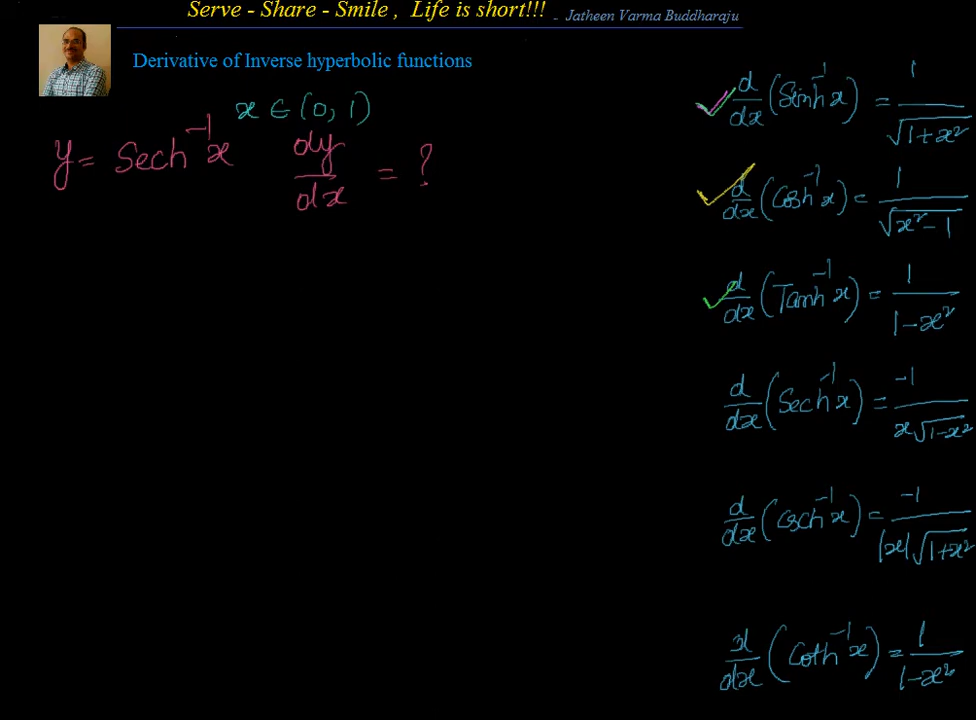 Serve - Share - Smile , Life is short!!! - Jatheen Varma Buddharaju
Derivative of Inverse hyperbolic functions
x ∈ (0, 1)
y = Sech⁻¹x dy/dx = ?
d/dx (Sinh⁻¹x) = 1/√(1+x²)
d/dx (Cosh⁻¹x) = 1/√(x²-1)
d/dx (Tanh⁻¹x) = 1/(1-x²)
d/dx (Sech⁻¹x) = -1/(x√(1-x²))
d/dx (Csch⁻¹x) = -1/(|x|√(1+x²))
d/dx (Coth⁻¹x) = 1/(1-x²)